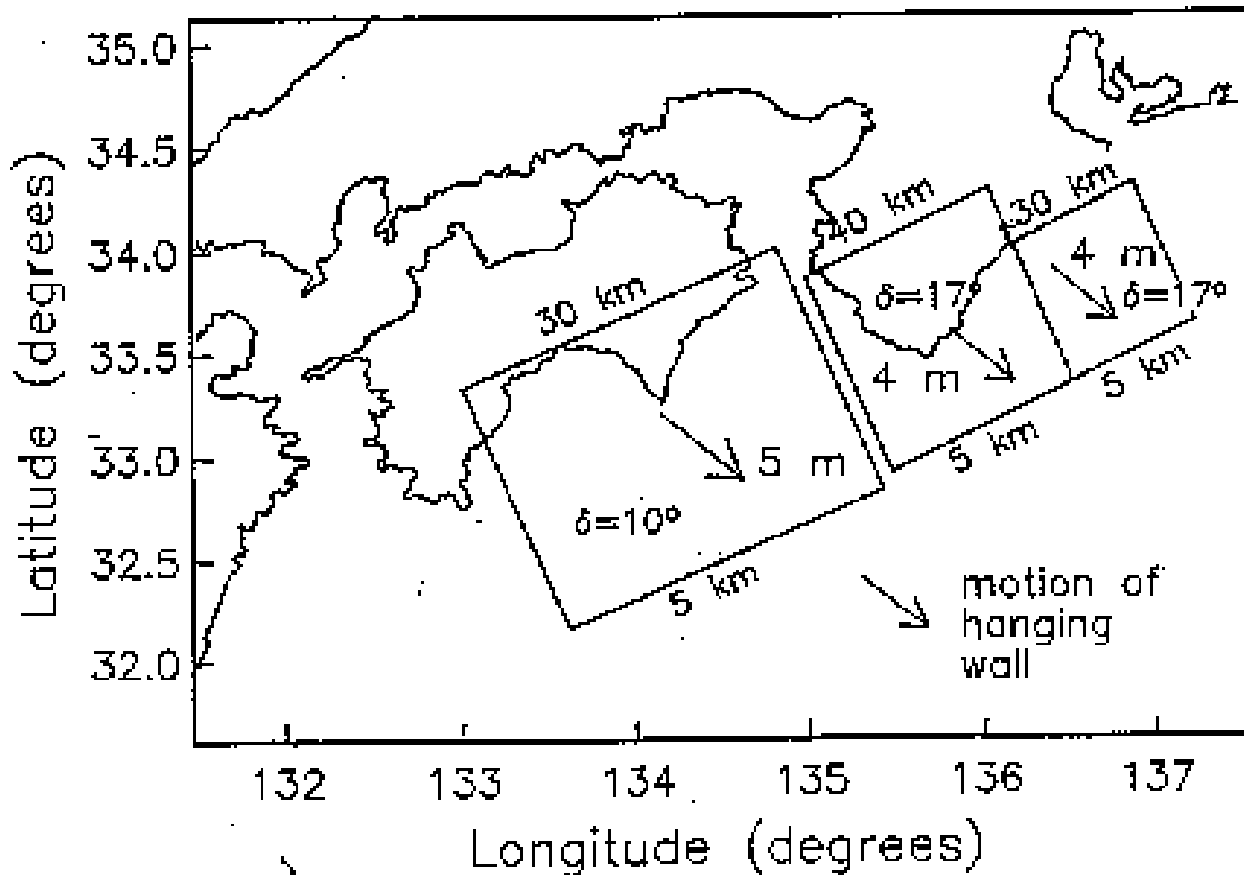 35.0
34.5
34.0
33.5
33.0
32.5
32.0
Latitude (degrees)
40 km
30 km
30 km
4 m
δ=17°
δ=17°
4 m
5 km
5 km
5 m
δ=10°
5 km
motion of
hanging
wall
132 133 134 135 136 137
Longitude (degrees)